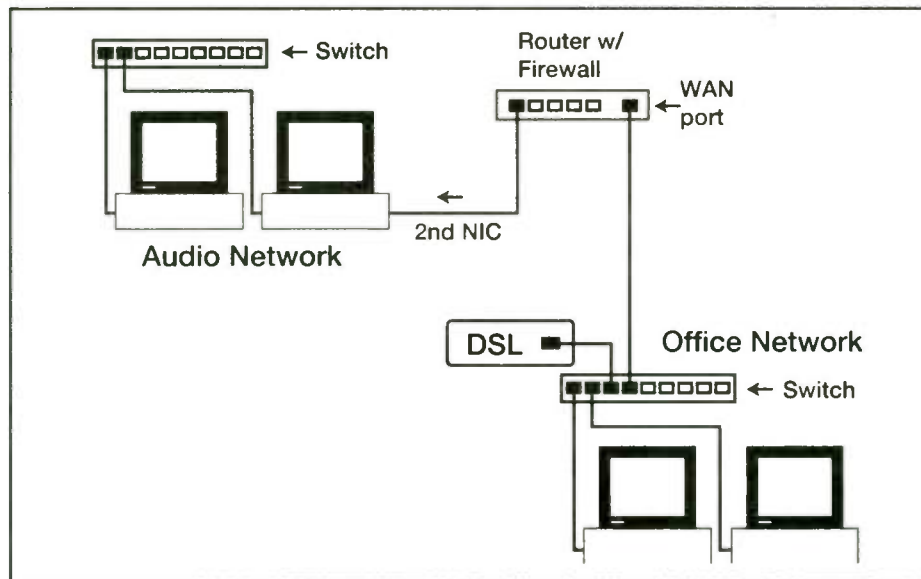 ← Switch
Router w/
Firewall
WAN
port
2nd NIC
Audio Network
DSL
Office Network
← Switch